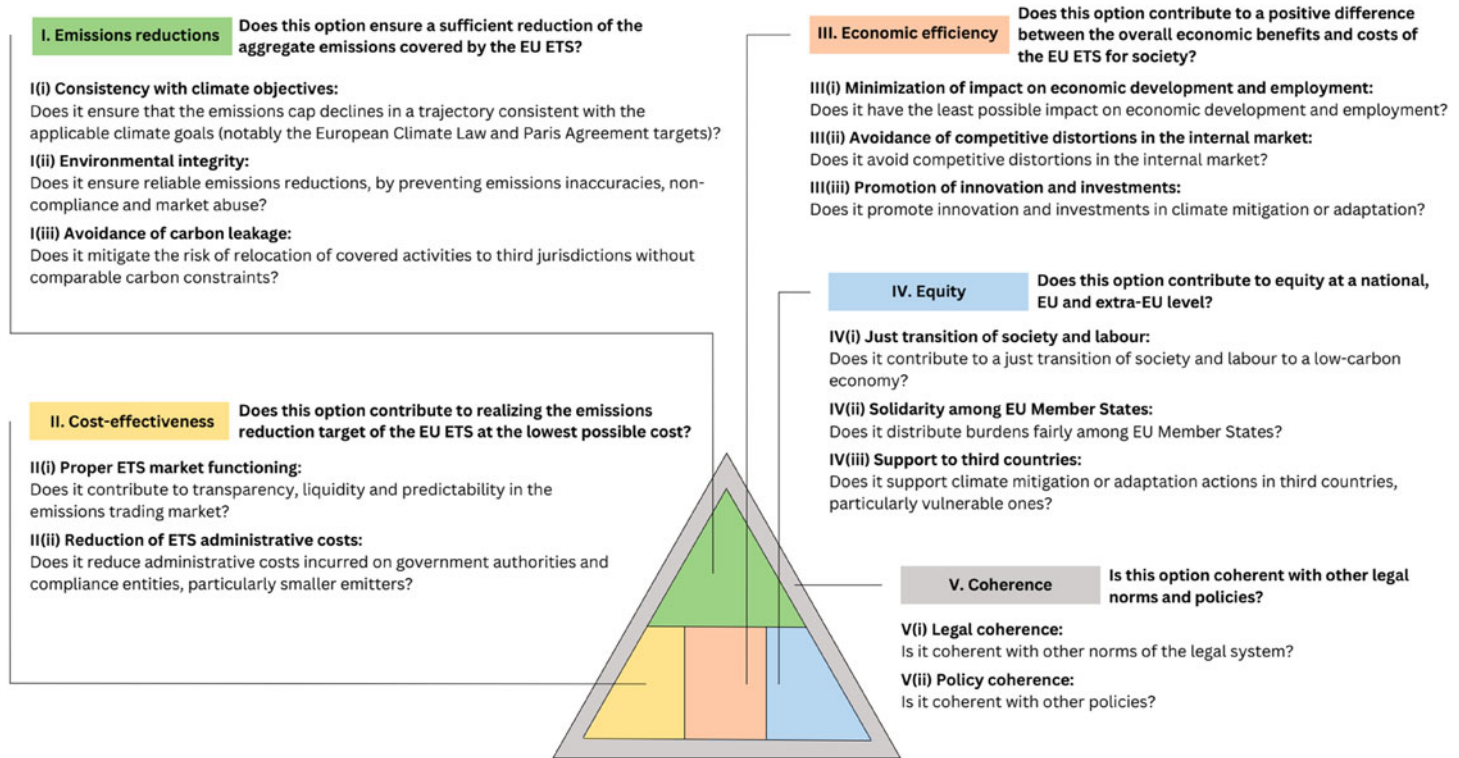 I. Emissions reductions
Does this option ensure a sufficient reduction of the
aggregate emissions covered by the EU ETS?
I(i) Consistency with climate objectives:
Does it ensure that the emissions cap declines in a trajectory consistent with the
applicable climate goals (notably the European Climate Law and Paris Agreement targets)?
I(ii) Environmental integrity:
Does it ensure reliable emissions reductions, by preventing emissions inaccuracies, non-
compliance and market abuse?
I(iii) Avoidance of carbon leakage:
Does it mitigate the risk of relocation of covered activities to third jurisdictions without
comparable carbon constraints?
II. Cost-effectiveness
Does this option contribute to realizing the emissions
reduction target of the EU ETS at the lowest possible cost?
II(i) Proper ETS market functioning:
Does it contribute to transparency, liquidity and predictability in the
emissions trading market?
II(ii) Reduction of ETS administrative costs:
Does it reduce administrative costs incurred on government authorities and
compliance entities, particularly smaller emitters?
III. Economic efficiency
Does this option contribute to a positive difference
between the overall economic benefits and costs of
the EU ETS for society?
III(i) Minimization of impact on economic development and employment:
Does it have the least possible impact on economic development and employment?
III(ii) Avoidance of competitive distortions in the internal market:
Does it avoid competitive distortions in the internal market?
III(iii) Promotion of innovation and investments:
Does it promote innovation and investments in climate mitigation or adaptation?
IV. Equity
Does this option contribute to equity at a national,
EU and extra-EU level?
IV(i) Just transition of society and labour:
Does it contribute to a just transition of society and labour to a low-carbon
economy?
IV(ii) Solidarity among EU Member States:
Does it distribute burdens fairly among EU Member States?
IV(iii) Support to third countries:
Does it support climate mitigation or adaptation actions in third countries,
particularly vulnerable ones?
V. Coherence
Is this option coherent with other legal
norms and policies?
V(i) Legal coherence:
Is it coherent with other norms of the legal system?
V(ii) Policy coherence:
Is it coherent with other policies?